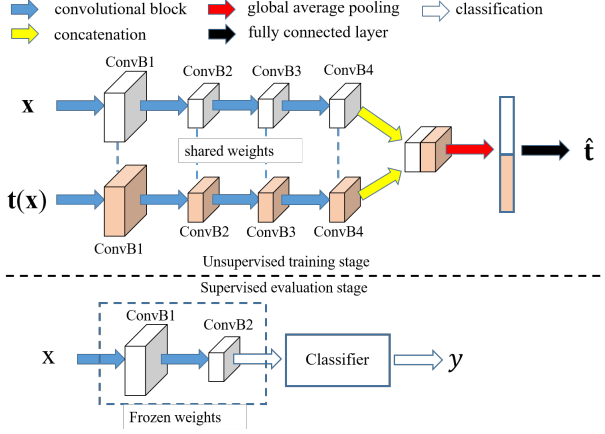 convolutional block
global average pooling
classification
concatenation
fully connected layer
ConvB1
ConvB2
ConvB3
ConvB4
x
shared weights
t̂
t(x)
ConvB1
ConvB2
ConvB3
ConvB4
Unsupervised training stage
Supervised evaluation stage
ConvB1
ConvB2
x
Classifier
y
Frozen weights